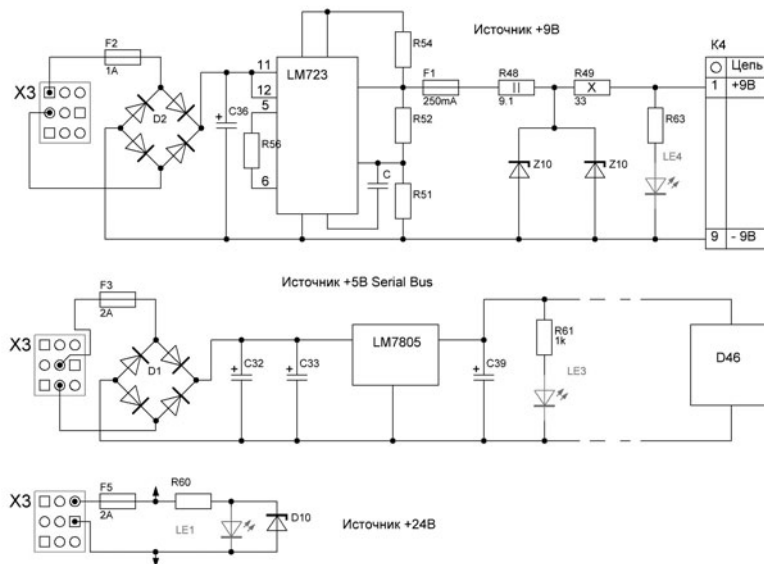 Источник +9В
F2
1A
X3
D2
C36
+
11
12
5
6
R56
LM723
C
R54
R52
R51
F1
250mA
R48
9.1
R49
X
33
Z10
Z10
R63
LE4
K4
Цепь
1 +9В
9 - 9В
Источник +5В Serial Bus
F3
2A
X3
D1
+
C32
+
C33
LM7805
+
C39
R61
1k
LE3
D46
X3
F5
2A
R60
LE1
D10
Источник +24В